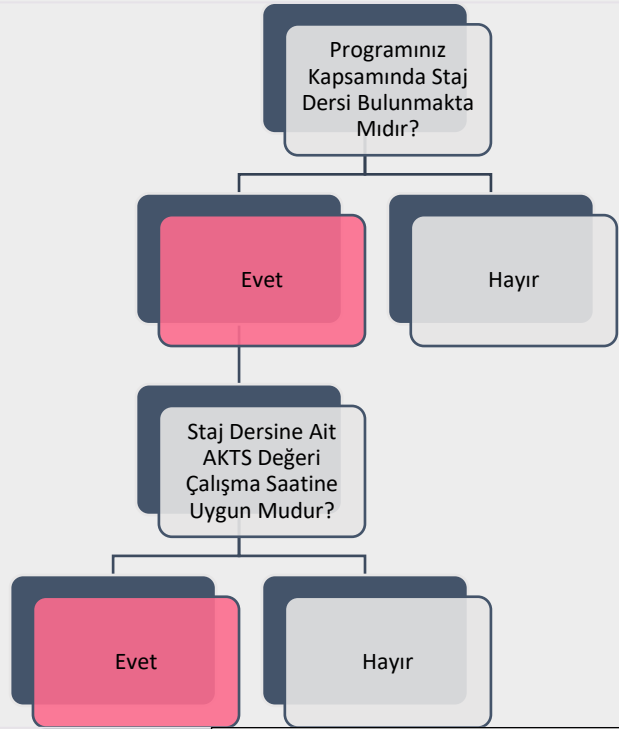 Programınız
Kapsamında Staj
Dersi Bulunmakta
Mıdır?
Evet
Hayır
Staj Dersine Ait
AKTS Değeri
Çalışma Saatine
Uygun Mudur?
Evet
Hayır